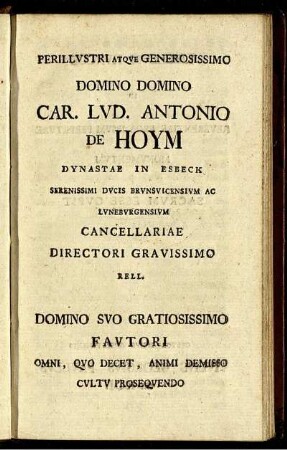 PERILLVSTRI ATQVE GENEROSISSIMO
DOMINO DOMINO
CAR. LVD. ANTONIO
DE HOYM
DYNASTAE IN ESBECK
SERENISSIMI DVCIS BRVNSVICENSIVM AC
LVNEBVRGENSIVM
CANCELLARIAE
DIRECTORI GRAVISSIMO
RELL.
DOMINO SVO GRATIOSISSIMO
FAVTORI
OMNI, QVO DECET, ANIMI DEMISSO
CVLTV PROSEQVENDO